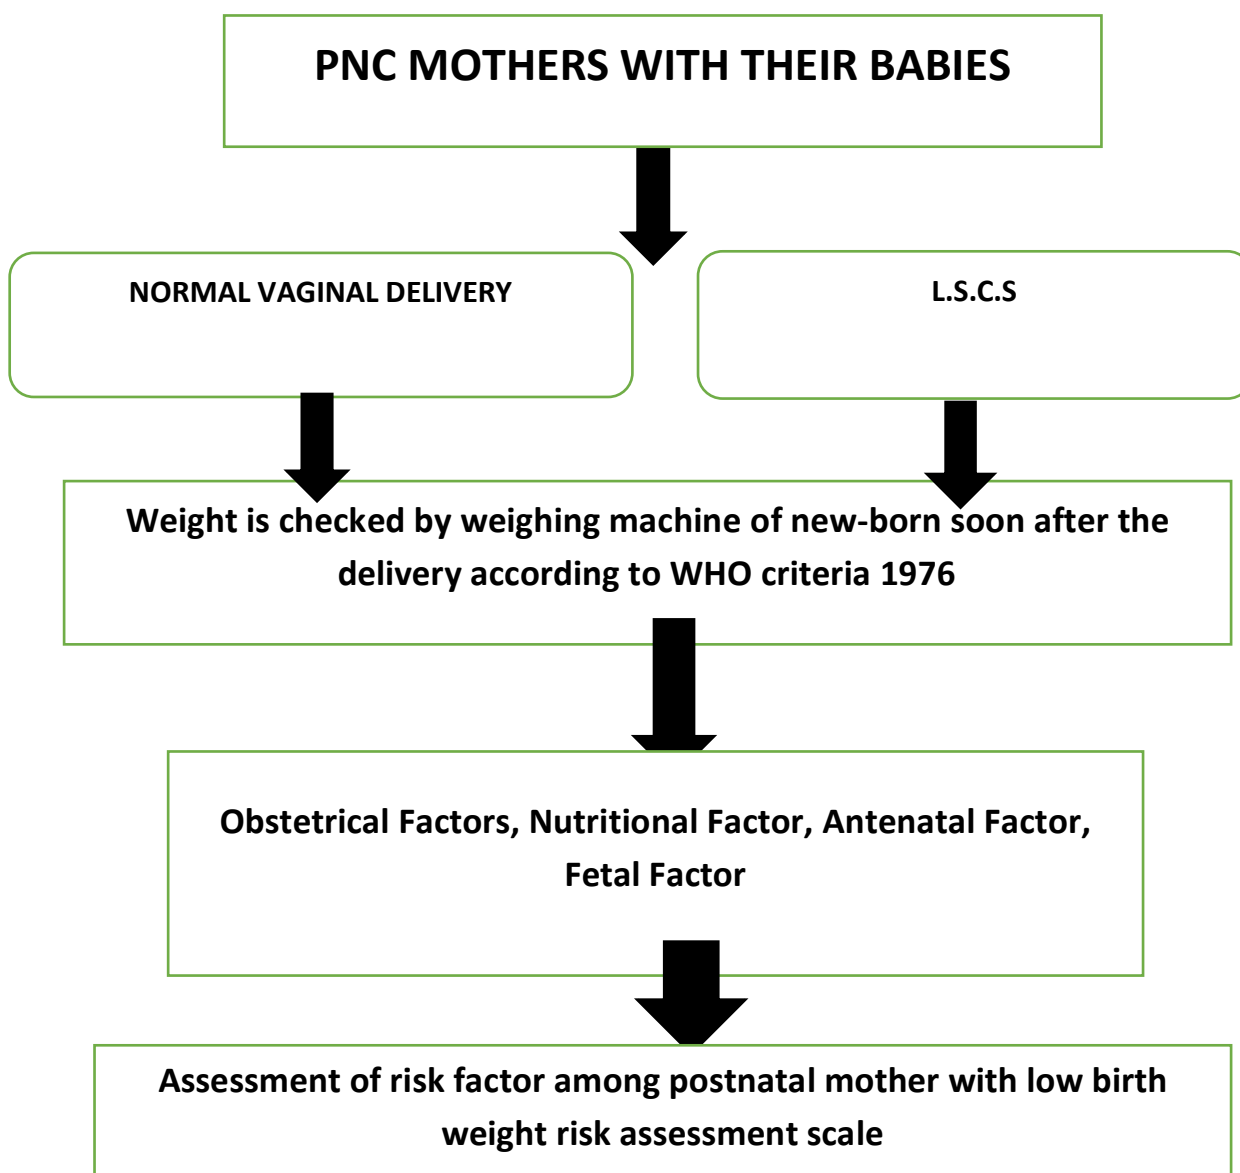 PNC MOTHERS WITH THEIR BABIES
NORMAL VAGINAL DELIVERY
L.S.C.S
Weight is checked by weighing machine of new-born soon after the
delivery according to WHO criteria 1976
Obstetrical Factors, Nutritional Factor, Antenatal Factor,
Fetal Factor
Assessment of risk factor among postnatal mother with low birth
weight risk assessment scale